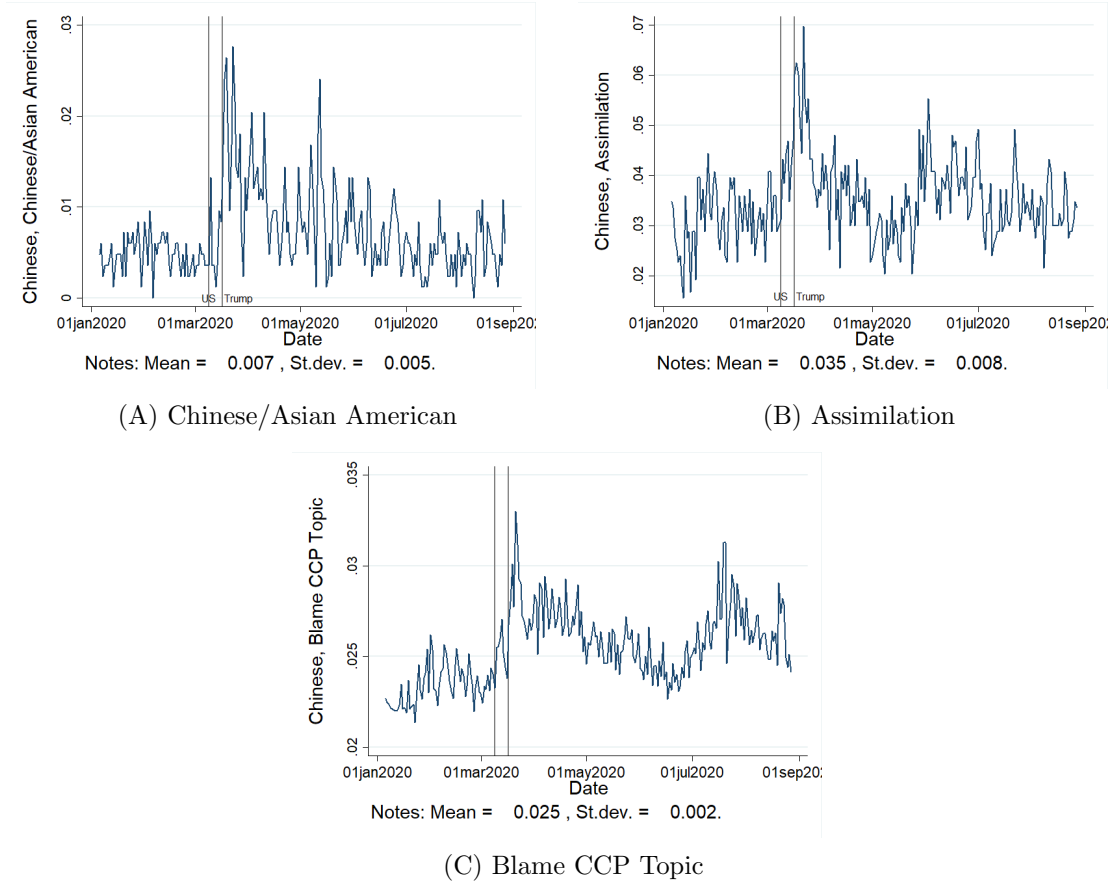 Chinese, Chinese/Asian American
.03
.02
.01
0
US Trump
01jan2020 01mar2020 01may2020 01jul2020 01sep202
Date
Notes: Mean = 0.007 , St.dev. = 0.005.
(A) Chinese/Asian American
Chinese, Assimilation
.07
.06
.05
.04
.03
.02
US Trump
01jan2020 01mar2020 01may2020 01jul2020 01sep202
Date
Notes: Mean = 0.035 , St.dev. = 0.008.
(B) Assimilation
Chinese, Blame CCP Topic
.035
.03
.025
.02
01jan2020 01mar2020 01may2020 01jul2020 01sep202
Date
Notes: Mean = 0.025 , St.dev. = 0.002.
(C) Blame CCP Topic